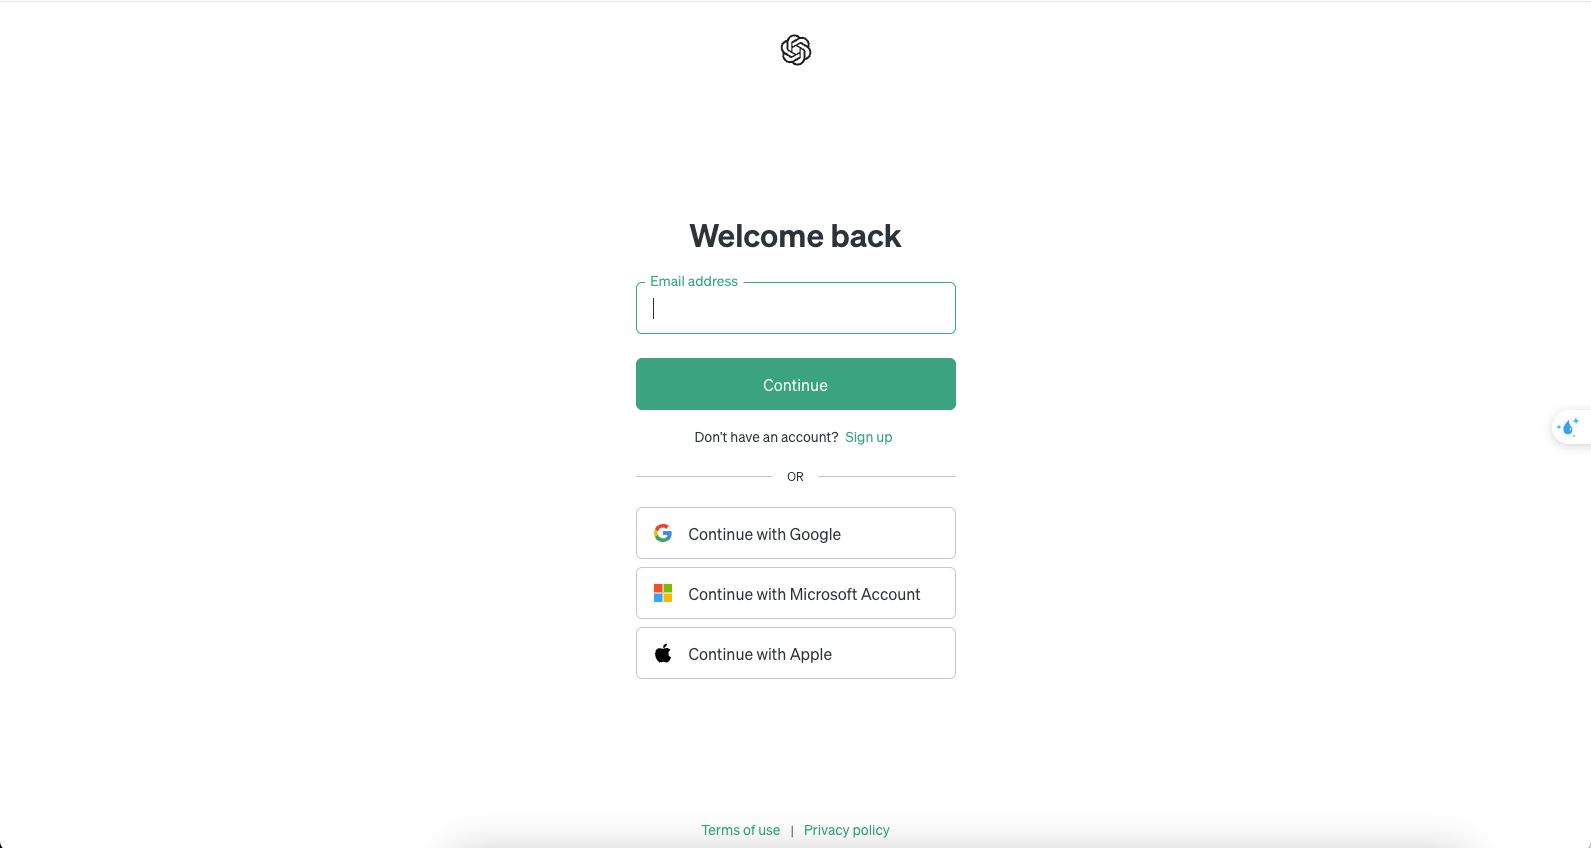 Welcome back
Email address
Continue
Don't have an account? Sign up
OR
Continue with Google
Continue with Microsoft Account
Continue with Apple
Terms of use | Privacy policy